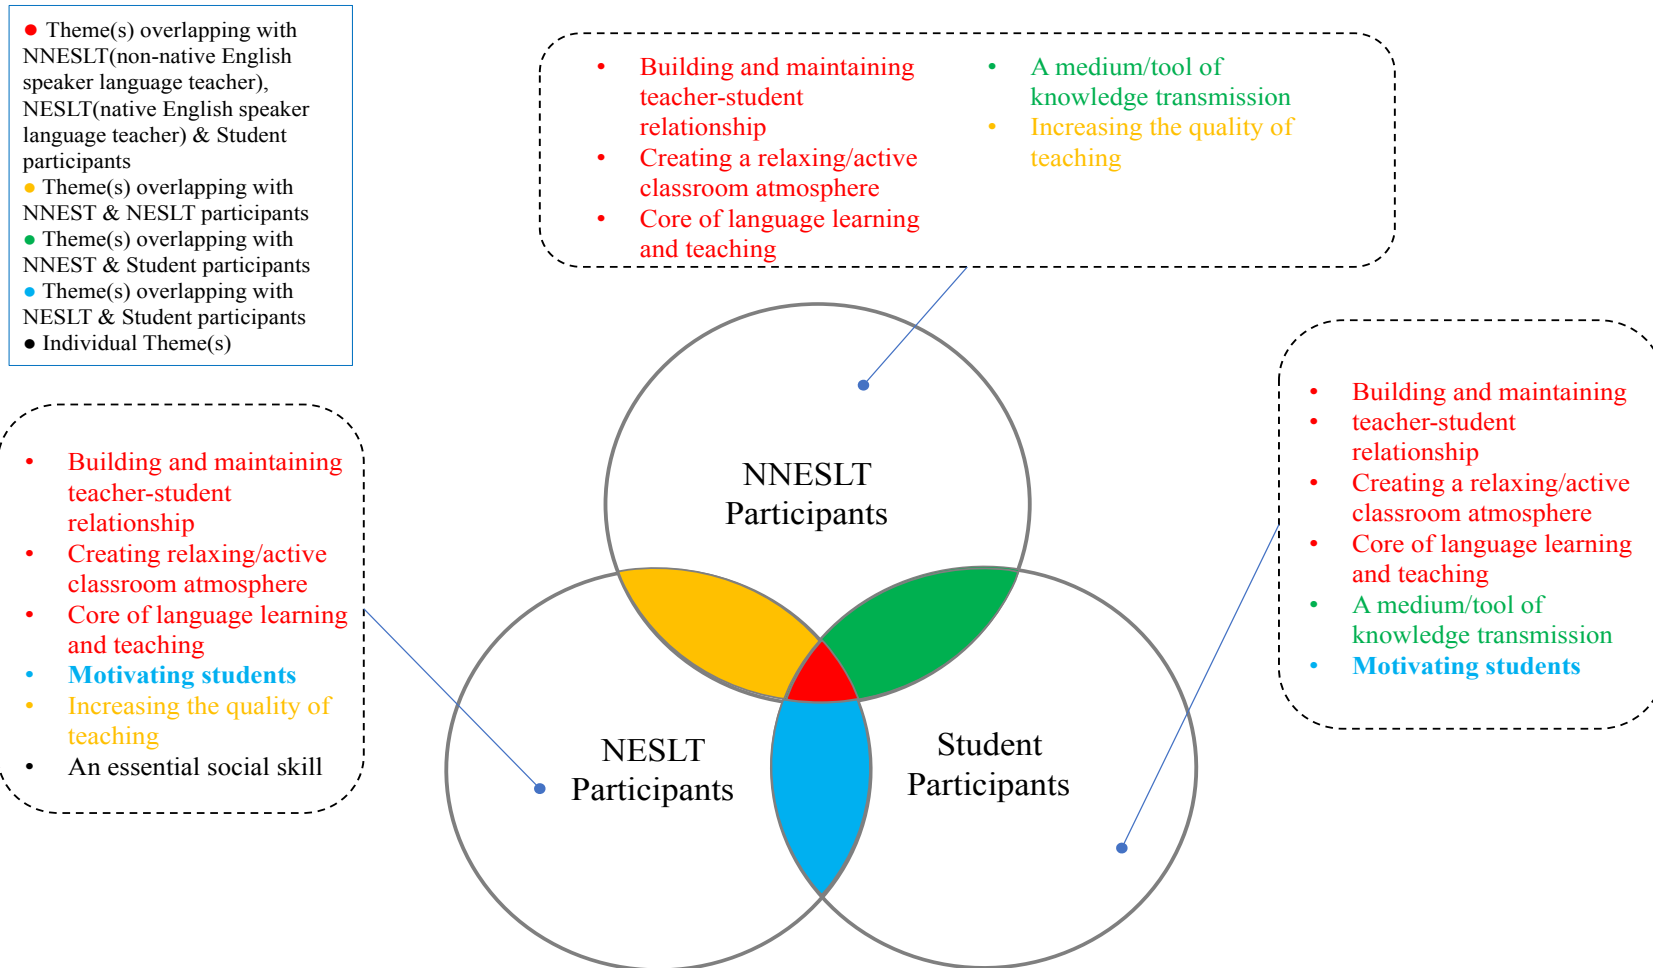 ● Theme(s) overlapping with
NNESLT(non-native English
speaker language teacher),
NESLT(native English speaker
language teacher) & Student
participants
● Theme(s) overlapping with
NNEST & NESLT participants
● Theme(s) overlapping with
NNEST & Student participants
● Theme(s) overlapping with
NESLT & Student participants
● Individual Theme(s)
• Building and maintaining
teacher-student
relationship
• Creating a relaxing/active
classroom atmosphere
• Core of language learning
and teaching
• A medium/tool of
knowledge transmission
• Increasing the quality of
teaching
• Building and maintaining
teacher-student
relationship
• Creating relaxing/active
classroom atmosphere
• Core of language learning
and teaching
• Motivating students
• Increasing the quality of
teaching
• An essential social skill
NNESLT
Participants
NESLT
Participants
Student
Participants
• Building and maintaining
• teacher-student
relationship
• Creating a relaxing/active
classroom atmosphere
• Core of language learning
and teaching
• A medium/tool of
knowledge transmission
• Motivating students